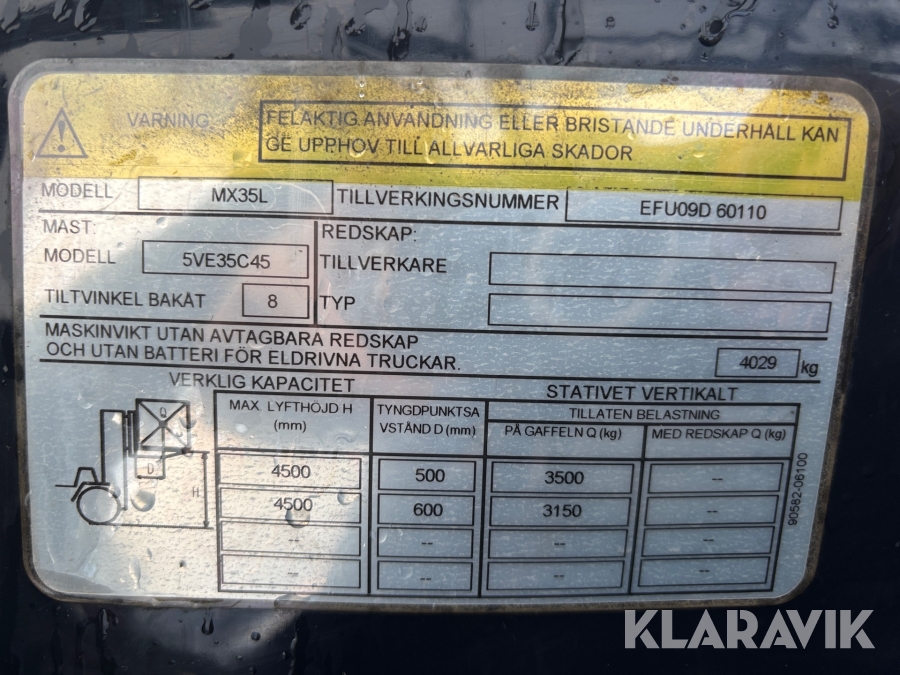 VARNING
FELAKTIG ANVÄNDNING ELLER BRISTANDE UNDERHÅLL KAN
GE UPPHOV TILL ALLVARLIGA SKADOR
MODELL MX35L TILLVERKINGSNUMMER EFU09D 60110
MAST: REDSKAP:
MODELL 5VE35C45 TILLVERKARE
TILTVINKEL BAKÅT 8 TYP
MASKINVIKT UTAN AVTAGBARA REDSKAP
OCH UTAN BATTERI FÖR ELDRIVNA TRUCKAR. 4029 kg
VERKLIG KAPACITET STATIVET VERTIKALT
MAX. LYFTHÖJD H
(mm)
TYNGDPUNKTSA
VSTÅND D (mm)
TILLATEN BELASTNING
PÅ GAFFELN Q (kg) MED REDSKAP Q (kg)
4500 500 3500 --
4500 600 3150 --
-- -- -- --
-- -- -- --
Q
D
H
90582-06100
KLARAVIK